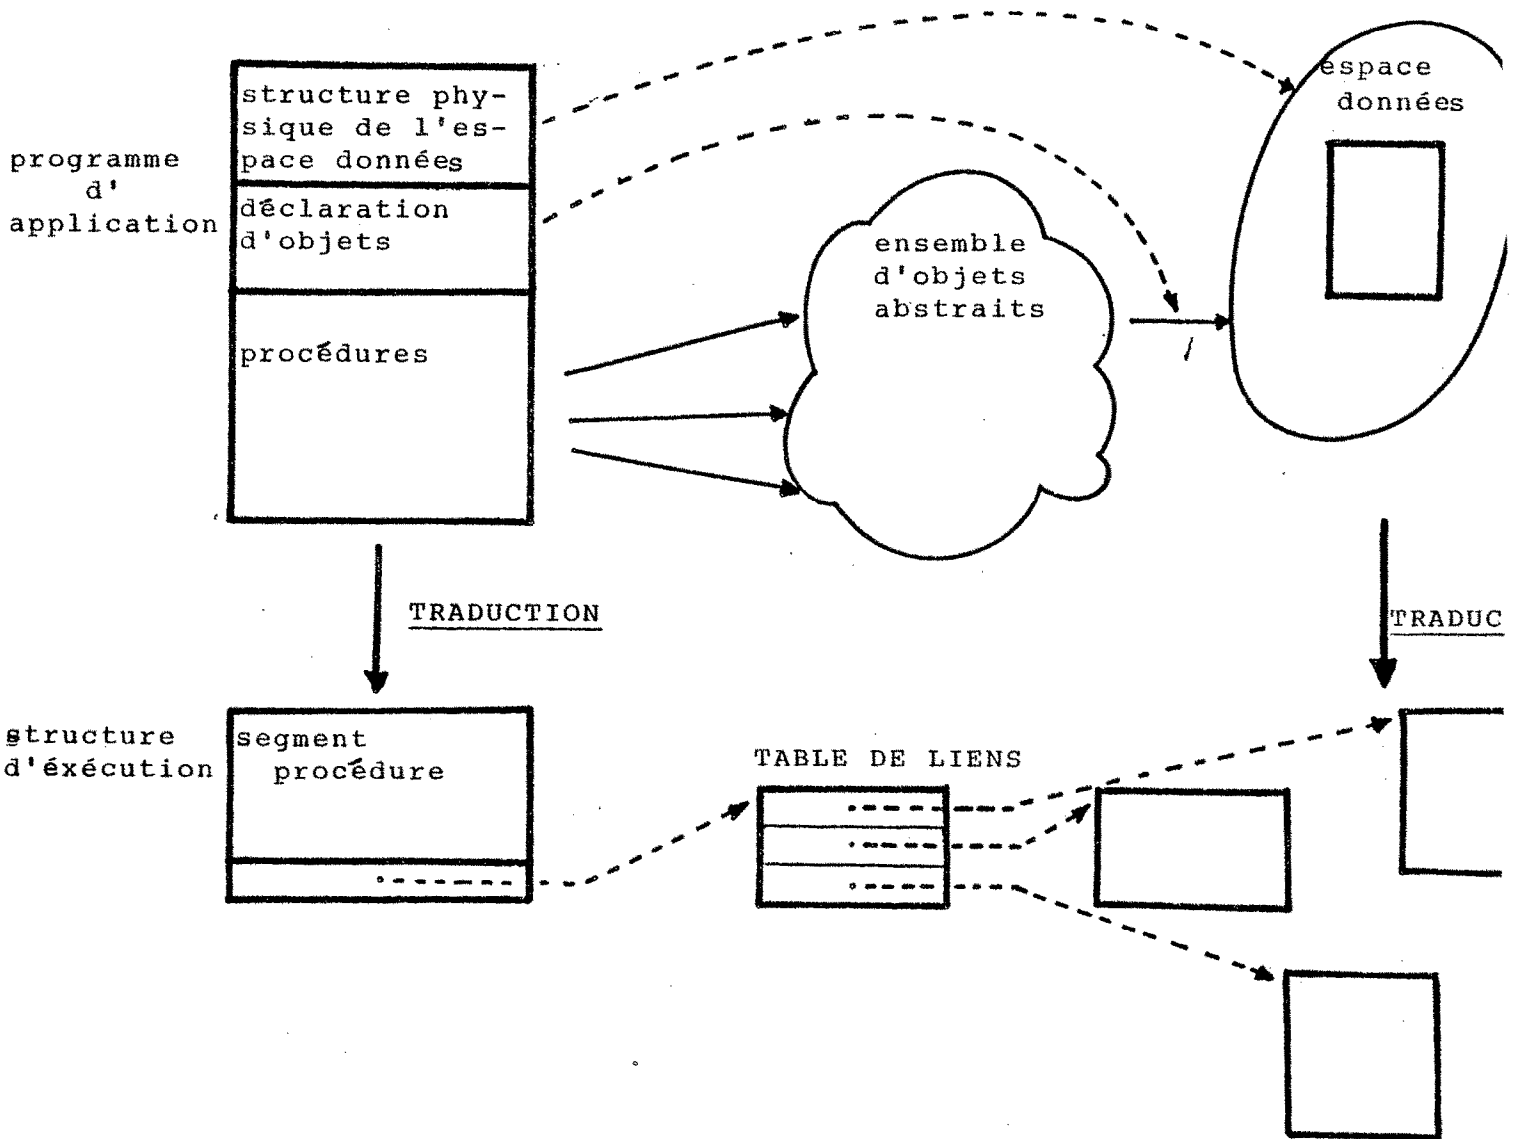 structure phy-
sique de l'es-
pace données
programme
d'
application
déclaration
d'objets
procédures
ensemble
d'objets
abstraits
espace
données
TRADUCTION
TRADUC
structure
d'éxécution
segment
procédure
TABLE DE LIENS